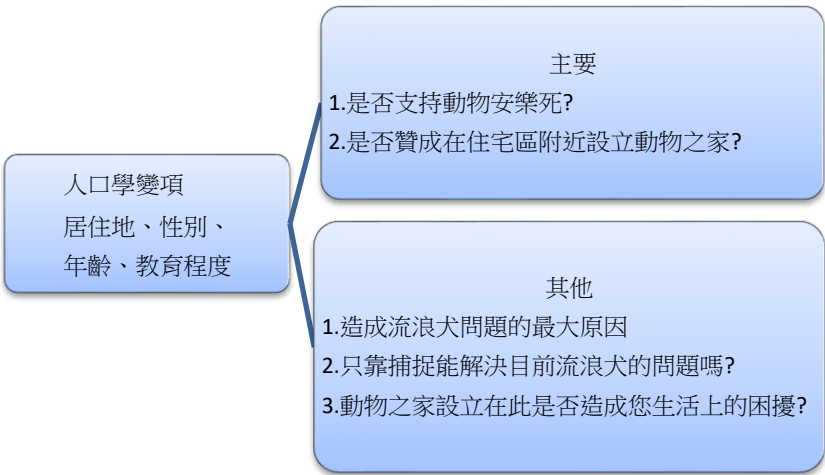 主要
1.是否支持動物安樂死?
2.是否贊成在住宅區附近設立動物之家?
人口學變項
居住地、性別、
年齡、教育程度
其他
1.造成流浪犬問題的最大原因
2.只靠捕捉能解決目前流浪犬的問題嗎?
3.動物之家設立在此是否造成您生活上的困擾?